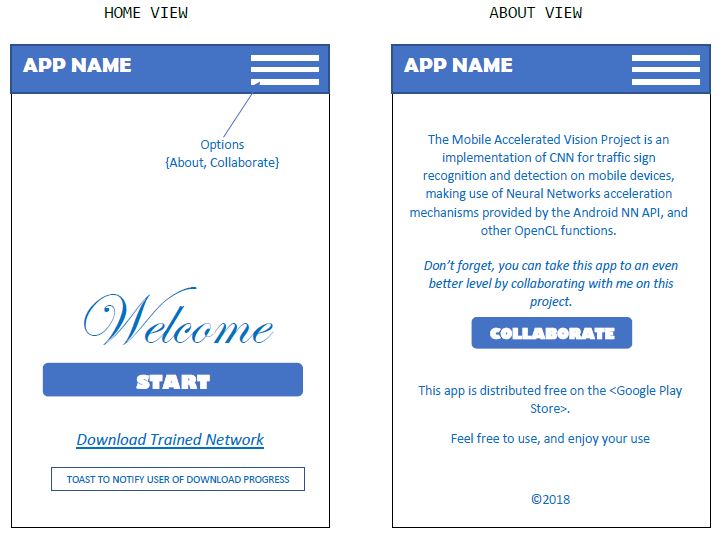 HOME VIEW
ABOUT VIEW
APP NAME
Options
{About, Collaborate}
Welcome
START
Download Trained Network
TOAST TO NOTIFY USER OF DOWNLOAD PROGRESS
APP NAME
The Mobile Accelerated Vision Project is an
implementation of CNN for traffic sign
recognition and detection on mobile devices,
making use of Neural Networks acceleration
mechanisms provided by the Android NN API, and
other OpenCL functions.
Don't forget, you can take this app to an even
better level by collaborating with me on this
project.
COLLABORATE
This app is distributed free on the <Google Play
Store>.
Feel free to use, and enjoy your use
©2018